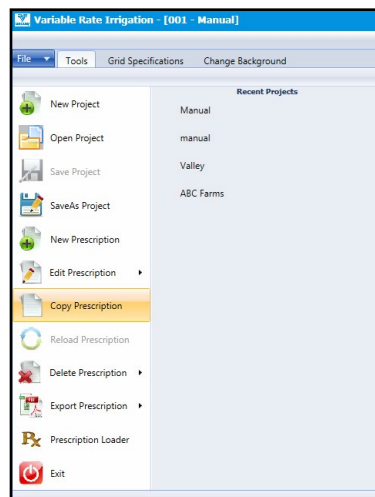 Variable Rate Irrigation - [001 - Manual]
File Tools Grid Specifications Change Background
New Project
Open Project
Save Project
SaveAs Project
New Prescription
Edit Prescription
Copy Prescription
Reload Prescription
Delete Prescription
Export Prescription
Rx Prescription Loader
Exit
Recent Projects
Manual
manual
Valley
ABC Farms